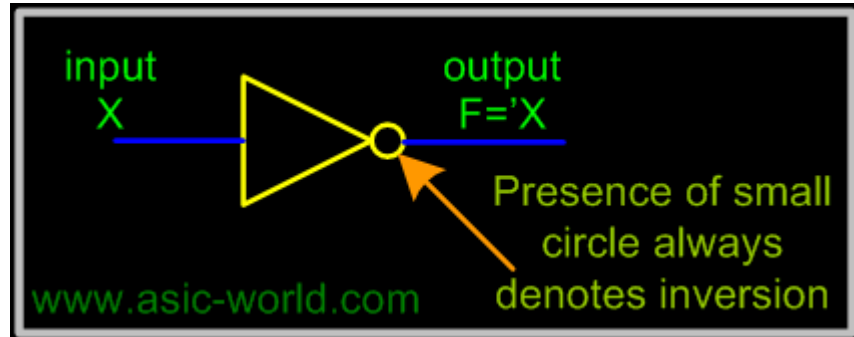 input
X
output
F='X
Presence of small
circle always
denotes inversion
www.asic-world.com